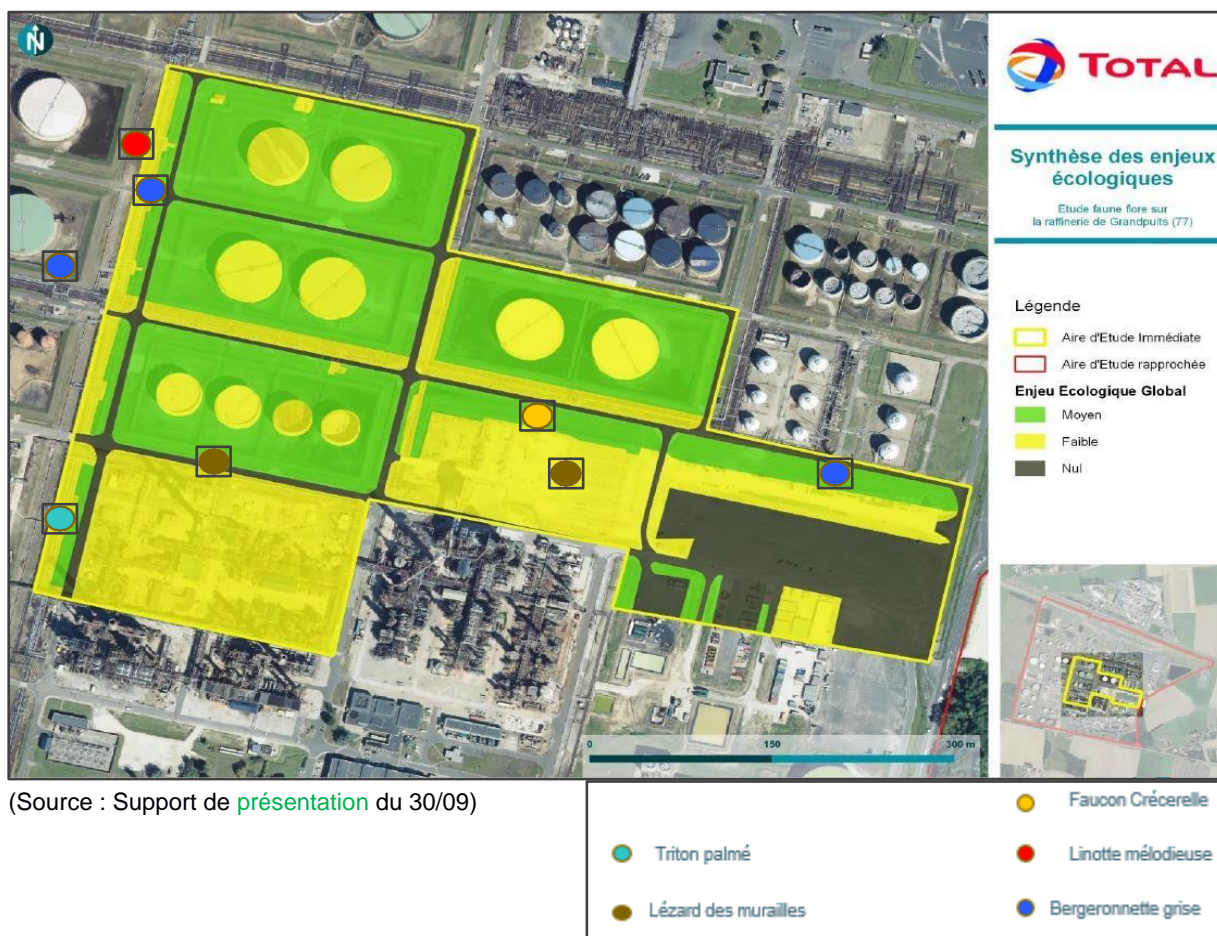 N
TOTAL
Synthèse des enjeux
écologiques
Etude faune flore sur
la raffinerie de Grandpuits (77)
Légende
Aire d'Etude Immédiate
Aire d'Etude rapprochée
Enjeu Ecologique Global
Moyen
Faible
Nul
0 150 300 m
(Source : Support de présentation du 30/09)
Faucon Crécerelle
Triton palmé
Linotte mélodieuse
Lézard des murailles
Bergeronnette grise